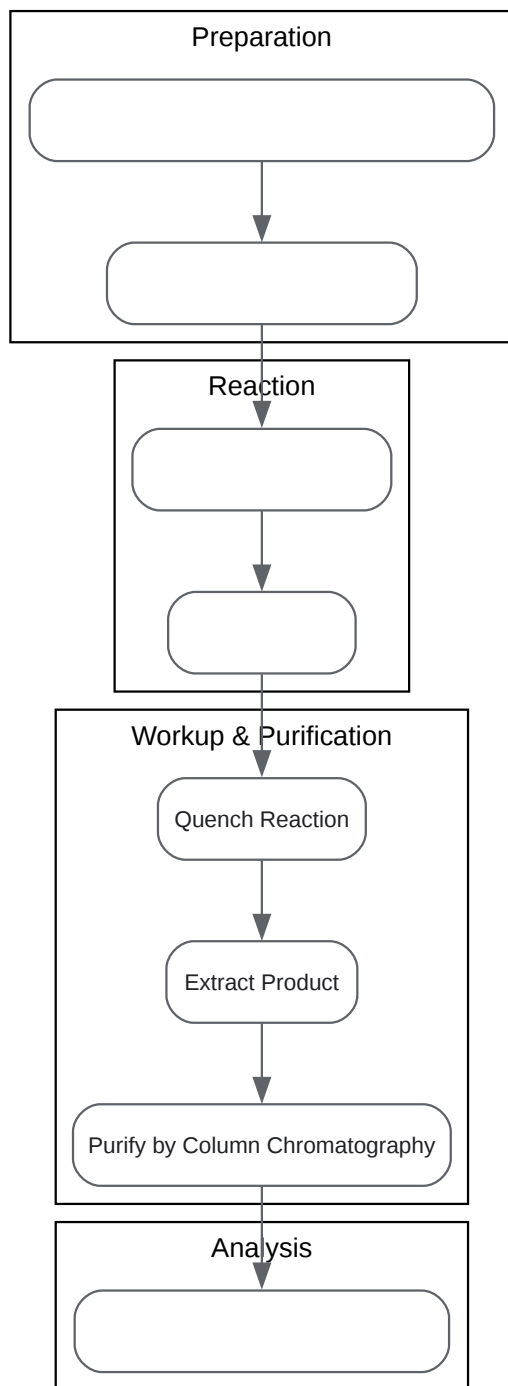 Preparation
Reaction
Workup & Purification
Quench Reaction
Extract Product
Purify by Column Chromatography
Analysis